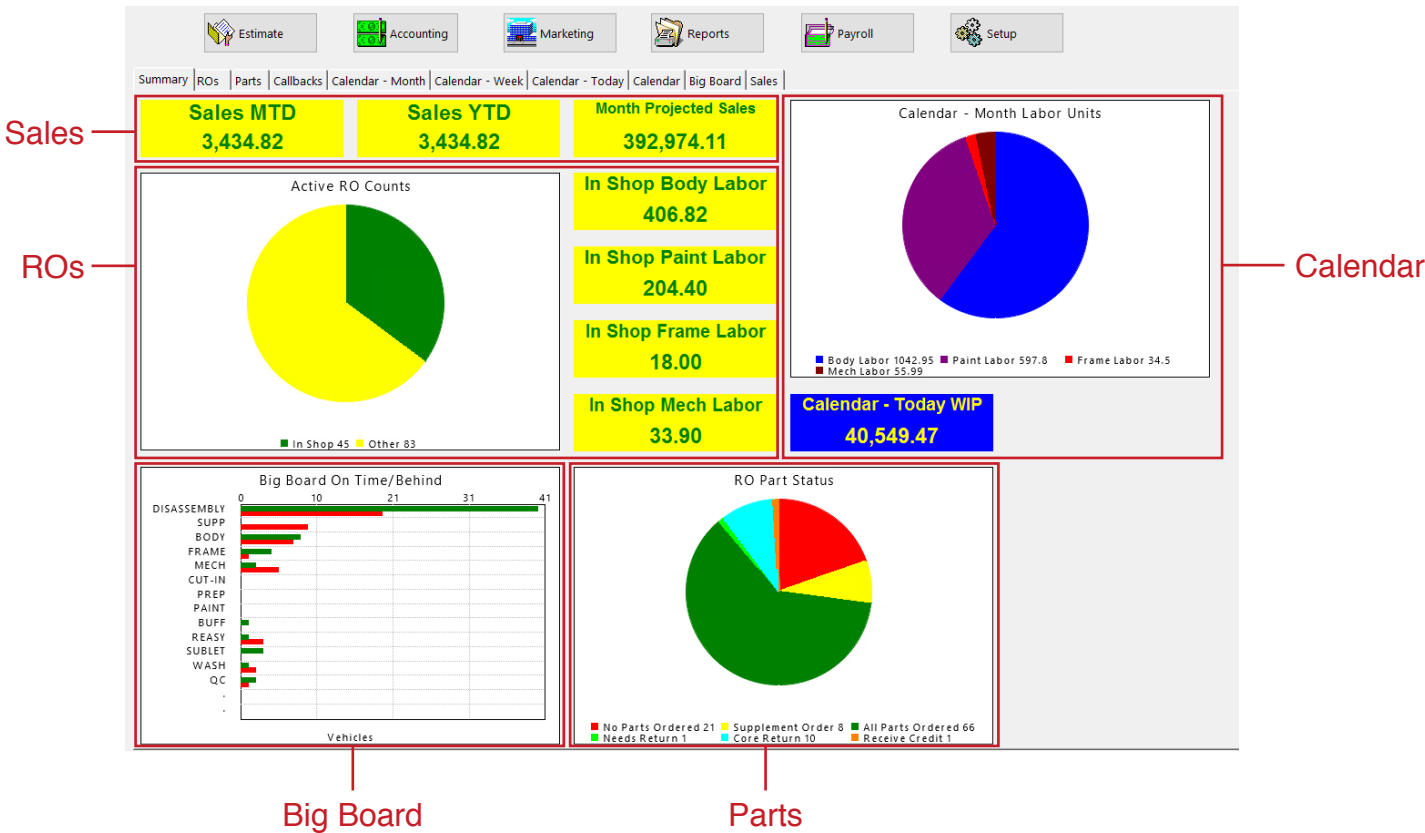 Estimate
Accounting
Marketing
Reports
Payroll
Setup
Summary ROs Parts Callbacks Calendar - Month Calendar - Week Calendar - Today Calendar Big Board Sales
Sales
Sales MTD
3,434.82
Sales YTD
3,434.82
Month Projected Sales
392,974.11
ROs
Active RO Counts
In Shop 45 Other 83
In Shop Body Labor
406.82
In Shop Paint Labor
204.40
In Shop Frame Labor
18.00
In Shop Mech Labor
33.90
Calendar - Month Labor Units
Body Labor 1042.95 Paint Labor 597.8 Frame Labor 34.5
Mech Labor 55.99
Calendar - Today WIP
40,549.47
Calendar
Big Board On Time/Behind
0 10 21 31 41
DISASSEMBLY
SUPP
BODY
FRAME
MECH
CUT-IN
PREP
PAINT
BUFF
REASY
SUBLET
WASH
QC
.
.
Vehicles
Big Board
RO Part Status
No Parts Ordered 21 Supplement Order 8 All Parts Ordered 66
Needs Return 1 Core Return 10 Receive Credit 1
Parts